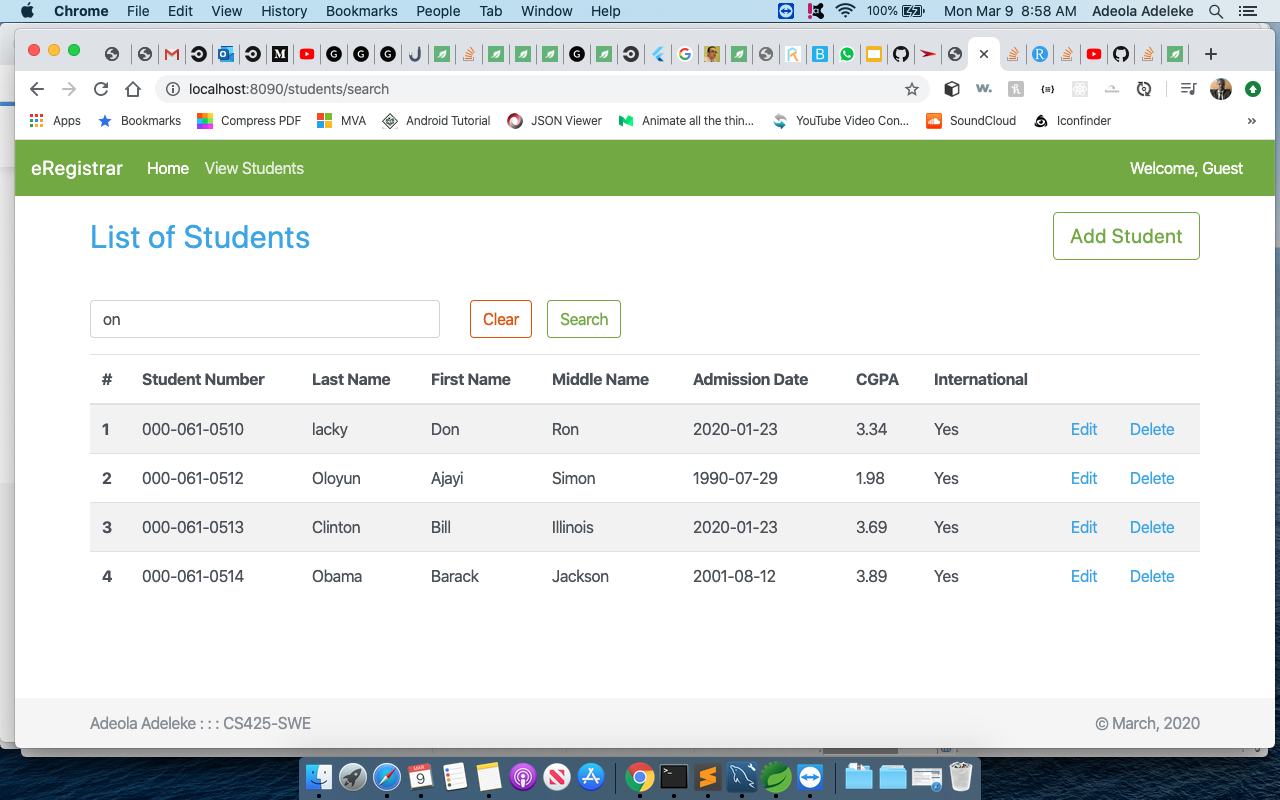 Chrome File Edit View History Bookmarks People Tab Window Help 100% Mon Mar 9 8:58 AM Adeola Adeleke
localhost:8090/students/search
Apps Bookmarks Compress PDF MVA Android Tutorial JSON Viewer Animate all the thin... YouTube Video Con... SoundCloud Iconfinder »
eRegistrar Home View Students Welcome, Guest
List of Students Add Student
on Clear Search
# Student Number Last Name First Name Middle Name Admission Date CGPA International
1 000-061-0510 lacky Don Ron 2020-01-23 3.34 Yes Edit Delete
2 000-061-0512 Oloyun Ajayi Simon 1990-07-29 1.98 Yes Edit Delete
3 000-061-0513 Clinton Bill Illinois 2020-01-23 3.69 Yes Edit Delete
4 000-061-0514 Obama Barack Jackson 2001-08-12 3.89 Yes Edit Delete
Adeola Adeleke : : : CS425-SWE © March, 2020
MAR
9